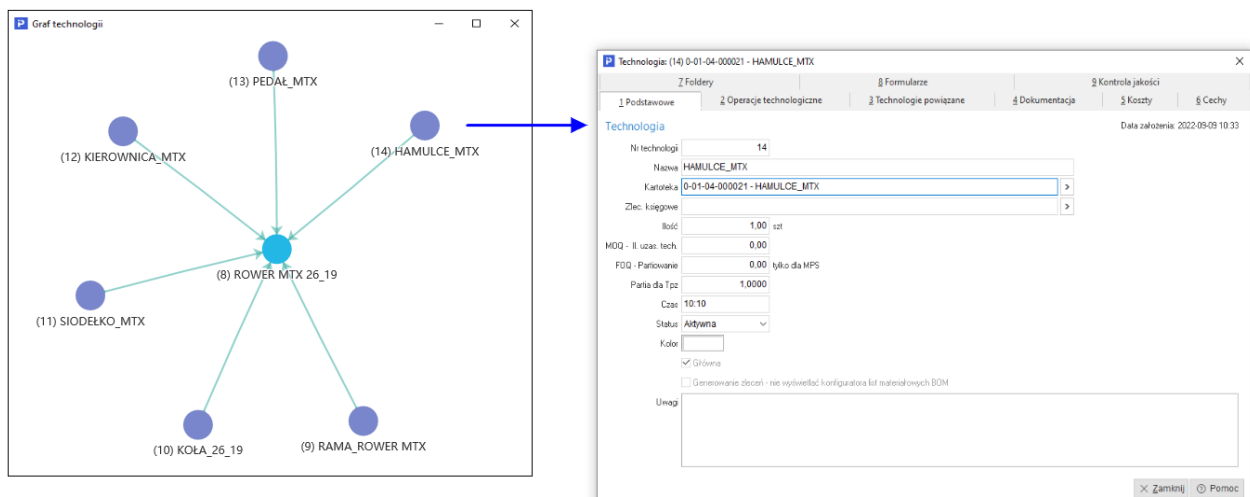 Graf technologii
(13) PEDAŁ_MTX
(12) KIEROWNICA_MTX
(14) HAMULCE_MTX
(8) ROWER MTX 26_19
(11) SIODEŁKO_MTX
(10) KOŁA_26_19
(9) RAMA_ROWER MTX
Technologia: (14) 0-01-04-000021 - HAMULCE_MTX
7 Foldery 8 Formularze 9 Kontrola jakości
1 Podstawowe 2 Operacje technologiczne 3 Technologie powiązane 4 Dokumentacja 5 Koszty 6 Cechy
Technologia Data założenia: 2022-09-09 10:33
Nr technologi 14
Nazwa HAMULCE_MTX
Kartoteka 0-01-04-000021 - HAMULCE_MTX >
Zlec. księgowe >
Ilość 1,00 szt
MOQ - Il. uzas. tech. 0,00
FOQ - Partiowanie 0,00 tylko dla MPS
Partia dla Tpz 1,0000
Czas 10:10
Status Aktywna
Kolor
Główna
Generowanie zleceń - nie wyświetlać konfiguratora list materiałowych BOM
Uwagi
Zamknij Pomoc